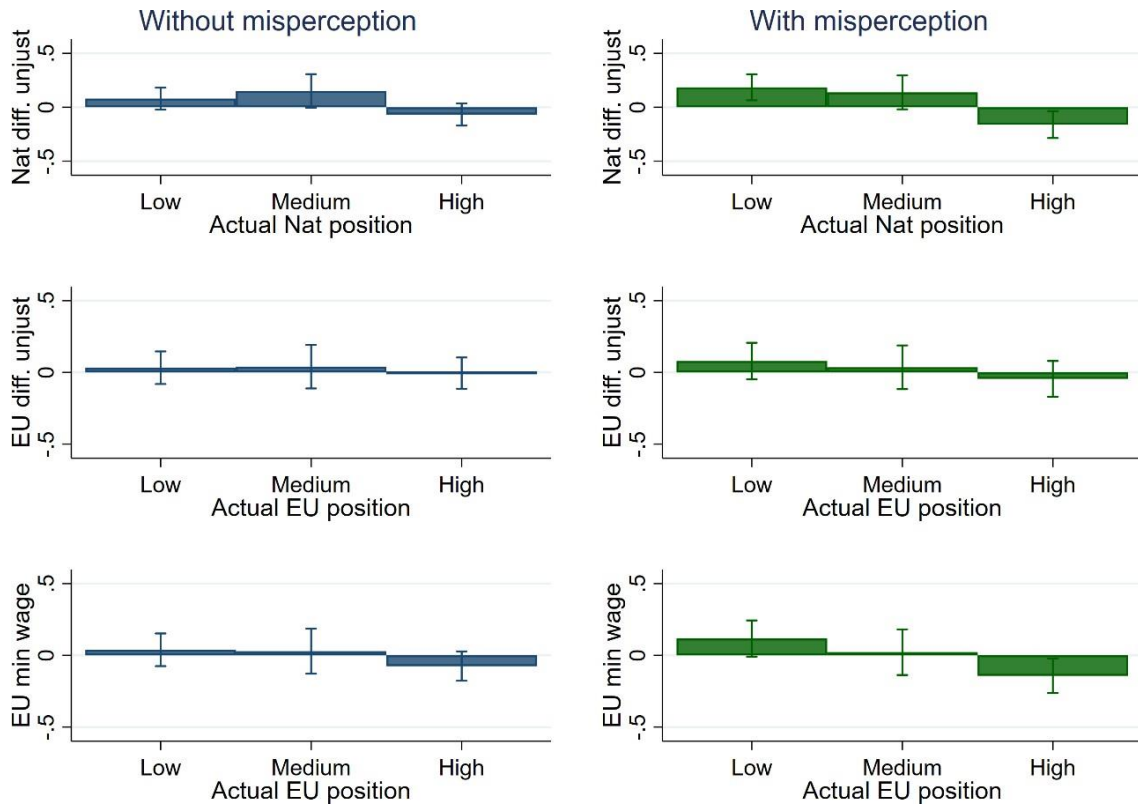 Without misperception
Nat diff. unjust
.5
0
-.5
Low Medium High
Actual Nat position
With misperception
Nat diff. unjust
.5
0
-.5
Low Medium High
Actual Nat position
EU diff. unjust
.5
0
-.5
Low Medium High
Actual EU position
EU diff. unjust
.5
0
-.5
Low Medium High
Actual EU position
EU min wage
.5
0
-.5
Low Medium High
Actual EU position
EU min wage
.5
0
-.5
Low Medium High
Actual EU position